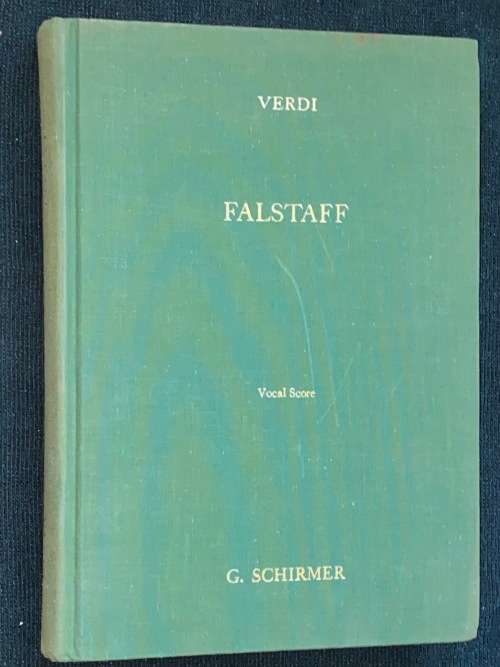 VERDI
FALSTAFF
Vocal Score
G. SCHIRMER